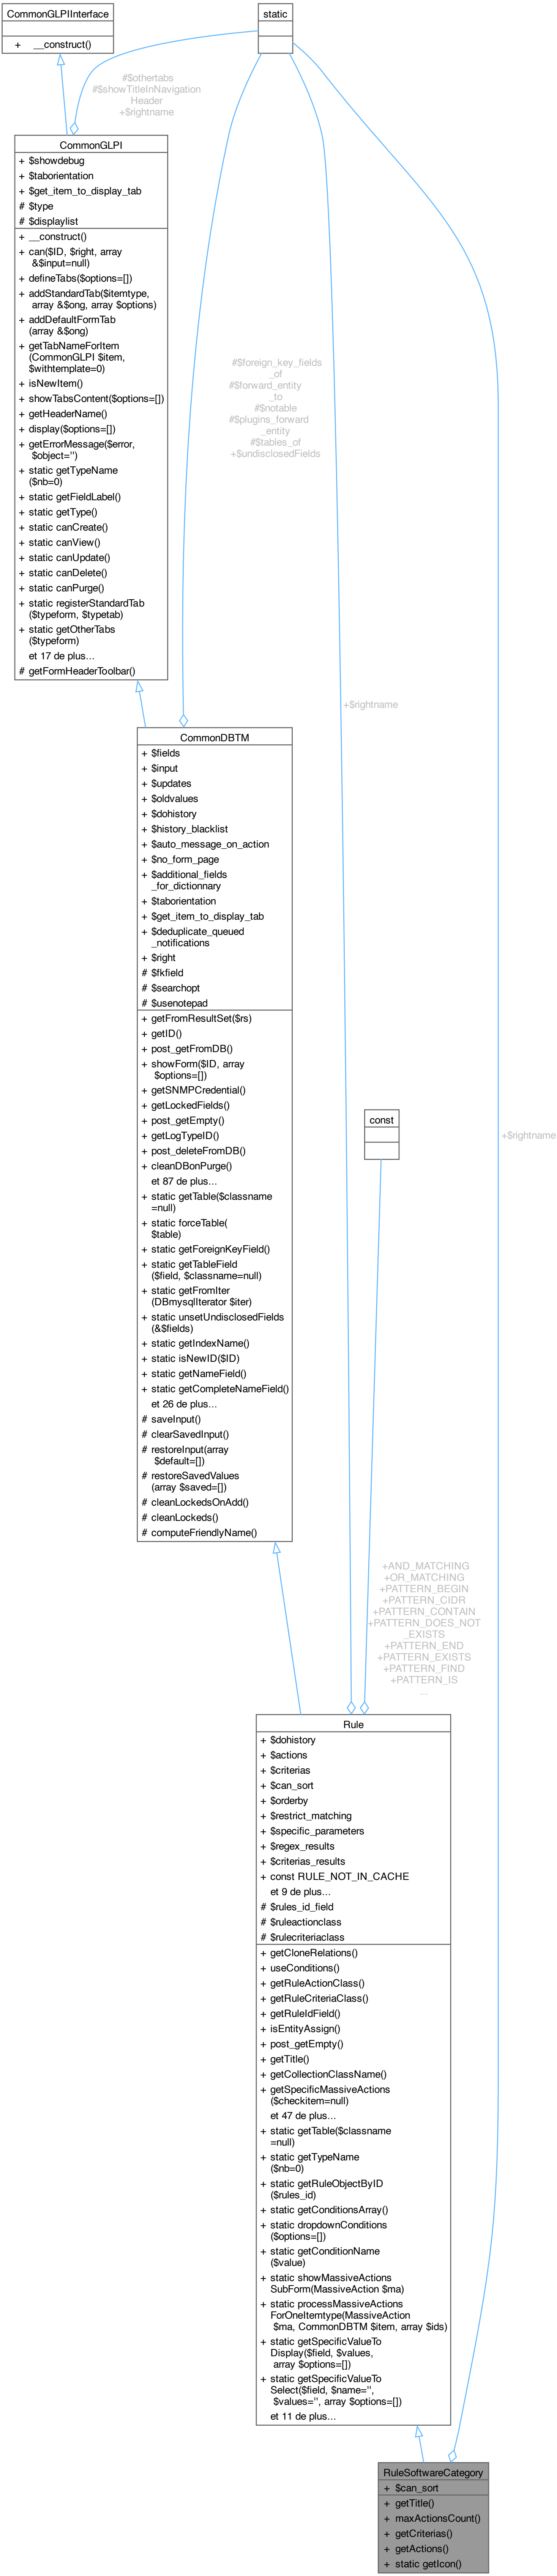 CommonGLPIInterface
+ __construct()
static
#$othertabs
#$showTitleInNavigation
Header
+$rightname
CommonGLPI
+ $showdebug
+ $taborientation
+ $get_item_to_display_tab
# $type
# $displaylist
+ __construct()
+ can($ID, $right, array
&$input=null)
+ defineTabs($options=[])
+ addStandardTab($itemtype,
array &$ong, array $options)
+ addDefaultFormTab
(array &$ong)
+ getTabNameForItem
(CommonGLPI $item,
$withtemplate=0)
+ isNewItem()
+ showTabsContent($options=[])
+ getHeaderName()
+ display($options=[])
+ getErrorMessage($error,
$object='')
+ static getTypeName
($nb=0)
+ static getFieldLabel()
+ static getType()
+ static canCreate()
+ static canView()
+ static canUpdate()
+ static canDelete()
+ static canPurge()
+ static registerStandardTab
($typeform, $typetab)
+ static getOtherTabs
($typeform)
et 17 de plus...
# getFormHeaderToolbar()
#$foreign_key_fields
_of
#$forward_entity
_to
#$notable
#$plugins_forward
_entity
#$tables_of
+$undisclosedFields
+$rightname
CommonDBTM
+ $fields
+ $input
+ $updates
+ $oldvalues
+ $dohistory
+ $history_blacklist
+ $auto_message_on_action
+ $no_form_page
+ $additional_fields
_for_dictionnary
+ $taborientation
+ $get_item_to_display_tab
+ $deduplicate_queued
_notifications
+ $right
# $fkfield
# $searchopt
# $usenotepad
+ getFromResultSet($rs)
+ getID()
+ post_getFromDB()
+ showForm($ID, array
$options=[])
+ getSNMPCredential()
+ getLockedFields()
+ post_getEmpty()
+ getLogTypeID()
+ post_deleteFromDB()
+ cleanDBonPurge()
et 87 de plus...
+ static getTable($classname
=null)
+ static forceTable(
$table)
+ static getForeignKeyField()
+ static getTableField
($field, $classname=null)
+ static getFromIter
(DBmysqlIterator $iter)
+ static unsetUndisclosedFields
(&$fields)
+ static getIndexName()
+ static isNewID($ID)
+ static getNameField()
+ static getCompleteNameField()
et 26 de plus...
# saveInput()
# clearSavedInput()
# restoreInput(array
$default=[])
# restoreSavedValues
(array $saved=[])
# cleanLockedsOnAdd()
# cleanLockeds()
# computeFriendlyName()
const
+$rightname
+AND_MATCHING
+OR_MATCHING
+PATTERN_BEGIN
+PATTERN_CIDR
+PATTERN_CONTAIN
+PATTERN_DOES_NOT
_EXISTS
+PATTERN_END
+PATTERN_EXISTS
+PATTERN_FIND
+PATTERN_IS
...
Rule
+ $dohistory
+ $actions
+ $criterias
+ $can_sort
+ $orderby
+ $restrict_matching
+ $specific_parameters
+ $regex_results
+ $criterias_results
+ const RULE_NOT_IN_CACHE
et 9 de plus...
# $rules_id_field
# $ruleactionclass
# $rulecriteriaclass
+ getCloneRelations()
+ useConditions()
+ getRuleActionClass()
+ getRuleCriteriaClass()
+ getRuleIdField()
+ isEntityAssign()
+ post_getEmpty()
+ getTitle()
+ getCollectionClassName()
+ getSpecificMassiveActions
($checkitem=null)
et 47 de plus...
+ static getTable($classname
=null)
+ static getTypeName
($nb=0)
+ static getRuleObjectByID
($rules_id)
+ static getConditionsArray()
+ static dropdownConditions
($options=[])
+ static getConditionName
($value)
+ static showMassiveActions
SubForm(MassiveAction $ma)
+ static processMassiveActions
ForOneItemtype(MassiveAction
$ma, CommonDBTM $item, array $ids)
+ static getSpecificValueTo
Display($field, $values,
array $options=[])
+ static getSpecificValueTo
Select($field, $name='',
$values='', array $options=[])
et 11 de plus...
RuleSoftwareCategory
+ $can_sort
+ getTitle()
+ maxActionsCount()
+ getCriterias()
+ getActions()
+ static getIcon()